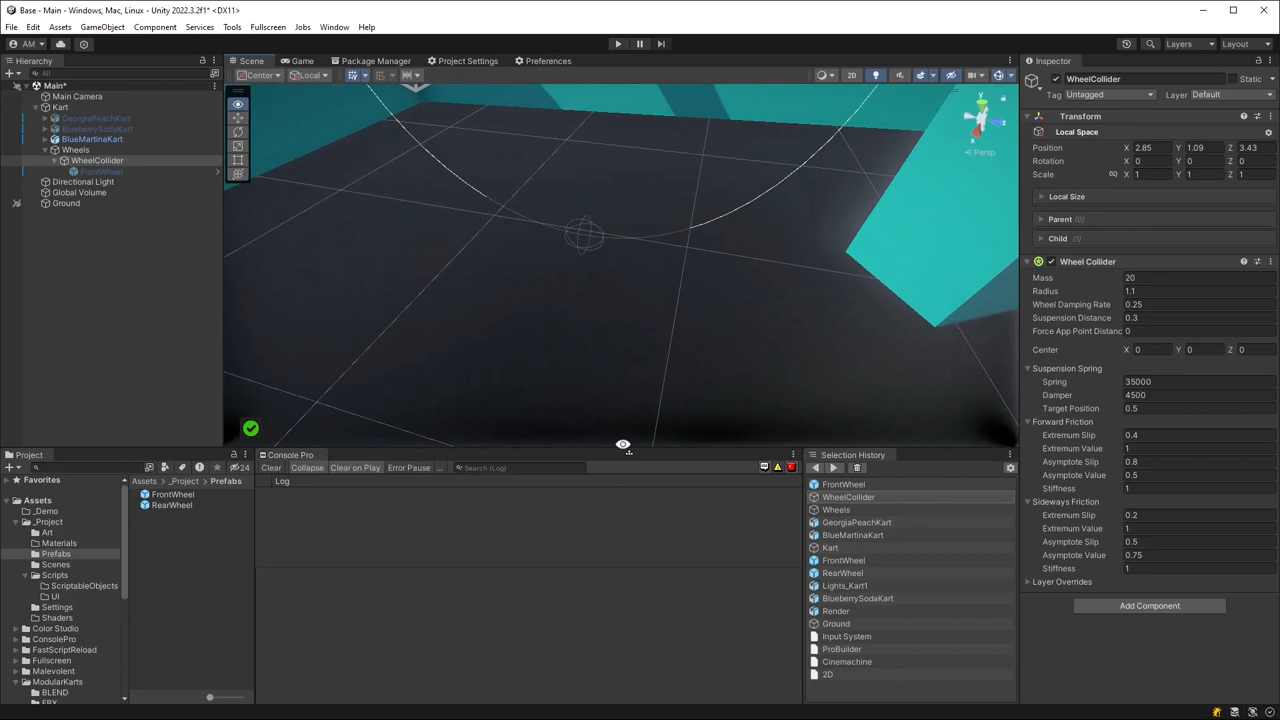 Base - Main - Windows, Mac, Linux - Unity 2022.3.2f1* <DX11>
File Edit Assets GameObject Component Services Tools Fullscreen Jobs Window Help
AM
Layers Layout
Hierarchy
All
Main*
Main Camera
Kart
GeorgiaPeachKart
BlueberrySodaKart
BlueMartinaKart
Wheels
WheelCollider
FrontWheel
Directional Light
Global Volume
Ground
Scene Game Package Manager Project Settings Preferences
Center Local 2D
y
z
x
Persp
Inspector
WheelCollider Static
Tag Untagged Layer Default
Transform
Local Space
Position X 2.85 Y 1.09 Z 3.43
Rotation X 0 Y 0 Z 0
Scale X 1 Y 1 Z 1
Local Size
Parent (0)
Child (1)
Wheel Collider
Mass 20
Radius 1.1
Wheel Damping Rate 0.25
Suspension Distance 0.3
Force App Point Distanc 0
Center X 0 Y 0 Z 0
Suspension Spring
Spring 35000
Damper 4500
Target Position 0.5
Forward Friction
Extremum Slip 0.4
Extremum Value 1
Asymptote Slip 0.8
Asymptote Value 0.5
Stiffness 1
Sideways Friction
Extremum Slip 0.2
Extremum Value 1
Asymptote Slip 0.5
Asymptote Value 0.75
Stiffness 1
Layer Overrides
Add Component
Project
24
Favorites
Assets
_Demo
_Project
Art
Materials
Prefabs
Scenes
Scripts
ScriptableObjects
UI
Settings
Shaders
Color Studio
ConsolePro
FastScriptReload
Fullscreen
Malevolent
ModularKarts
BLEND
FBX
Assets _Project Prefabs
FrontWheel
RearWheel
Console Pro
Clear Collapse Clear on Play Error Pause ... Search (Log)
Log
Selection History
FrontWheel
WheelCollider
Wheels
GeorgiaPeachKart
BlueMartinaKart
Kart
FrontWheel
RearWheel
Lights_Kart1
BlueberrySodaKart
Render
Ground
Input System
ProBuilder
Cinemachine
2D